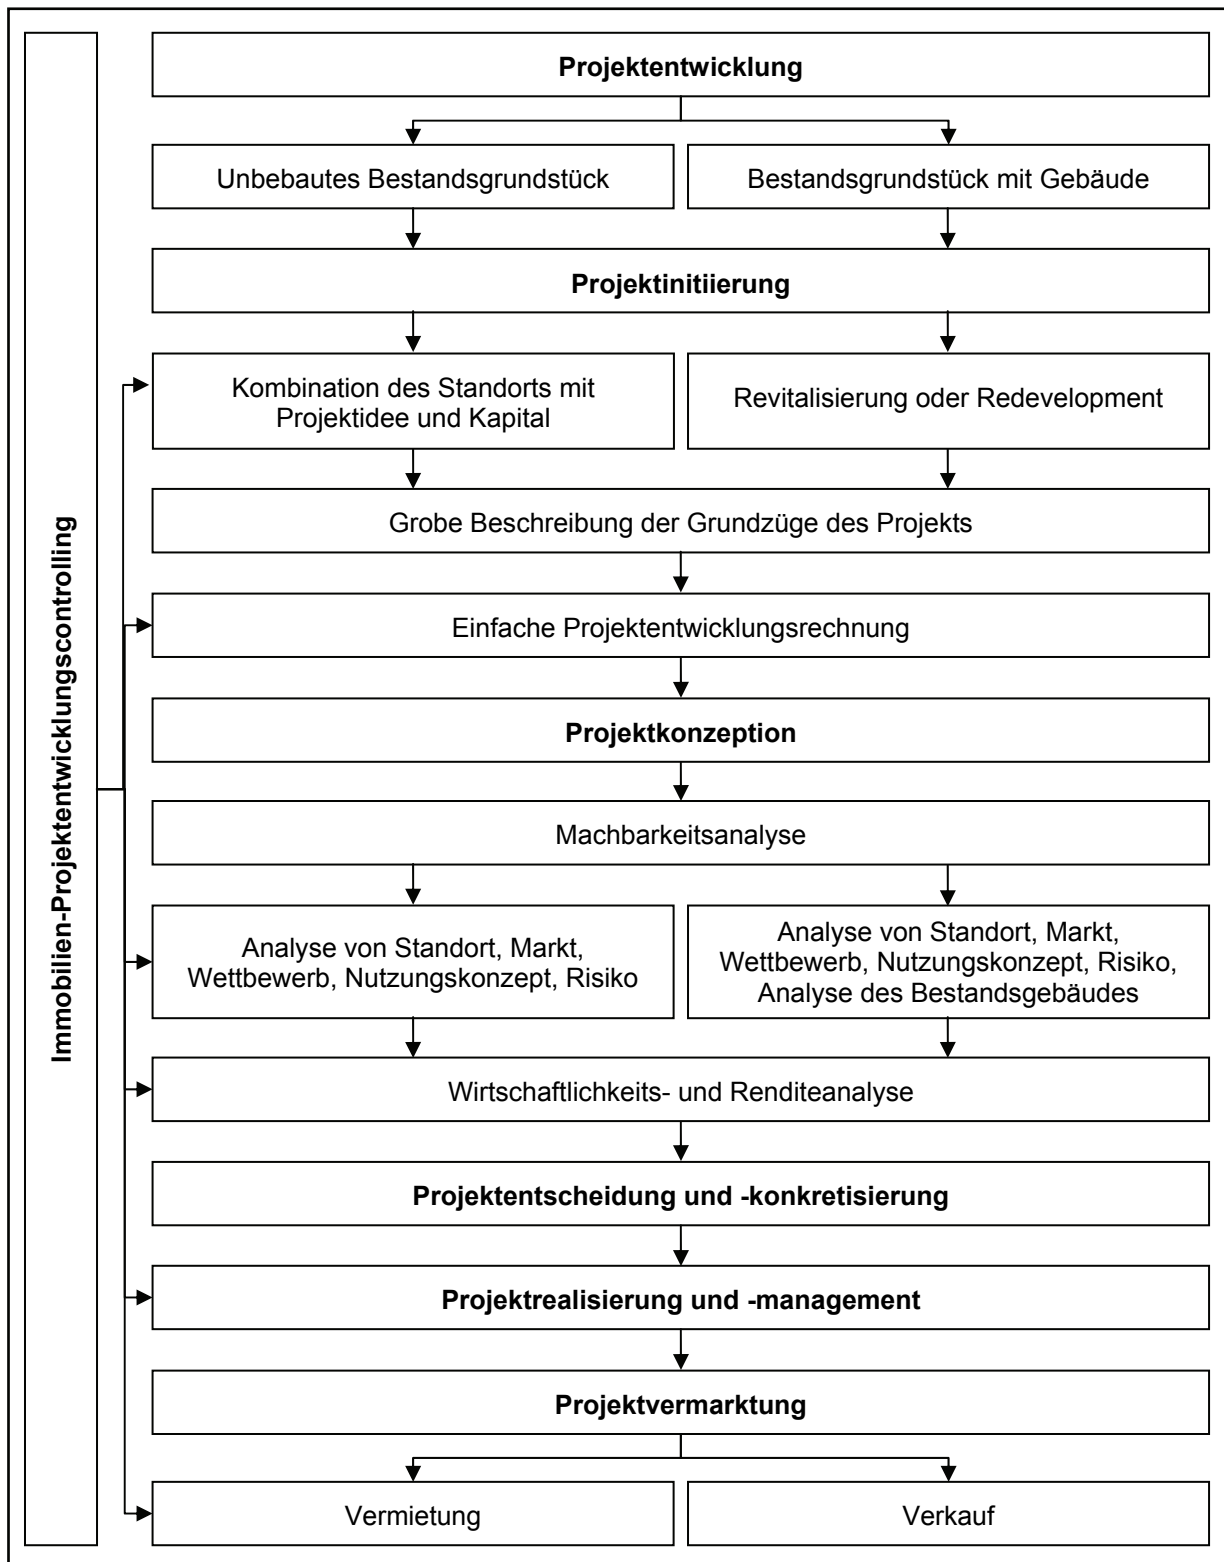 Immobilien-Projektentwicklungscontrolling
Projektentwicklung
Unbebautes Bestandsgrundstück
Bestandsgrundstück mit Gebäude
Projektinitiierung
Kombination des Standorts mit
Projektidee und Kapital
Revitalisierung oder Redevelopment
Grobe Beschreibung der Grundzüge des Projekts
Einfache Projektentwicklungsrechnung
Projektkonzeption
Machbarkeitsanalyse
Analyse von Standort, Markt,
Wettbewerb, Nutzungskonzept, Risiko
Analyse von Standort, Markt,
Wettbewerb, Nutzungskonzept, Risiko,
Analyse des Bestandsgebäudes
Wirtschaftlichkeits- und Renditeanalyse
Projektentscheidung und -konkretisierung
Projektrealisierung und -management
Projektvermarktung
Vermietung
Verkauf